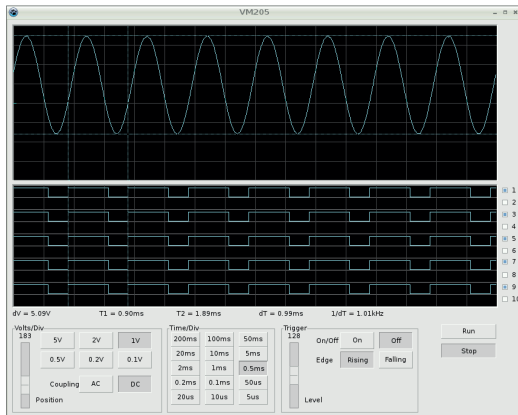 VM205
1
2
3
4
5
6
7
8
9
10
dV = 5.09V T1 = 0.90ms T2 = 1.89ms dT = 0.99ms 1/dT = 1.01kHz
Volts/Div Time/Div Trigger
183 5V 2V 1V 200ms 100ms 50ms 128 On/Off On Off Run
0.5V 0.2V 0.1V 20ms 10ms 5ms Edge Rising Falling Stop
2ms 1ms 0.5ms
Coupling AC DC 0.2ms 0.1ms 50us
Position 20us 10us 5us Level